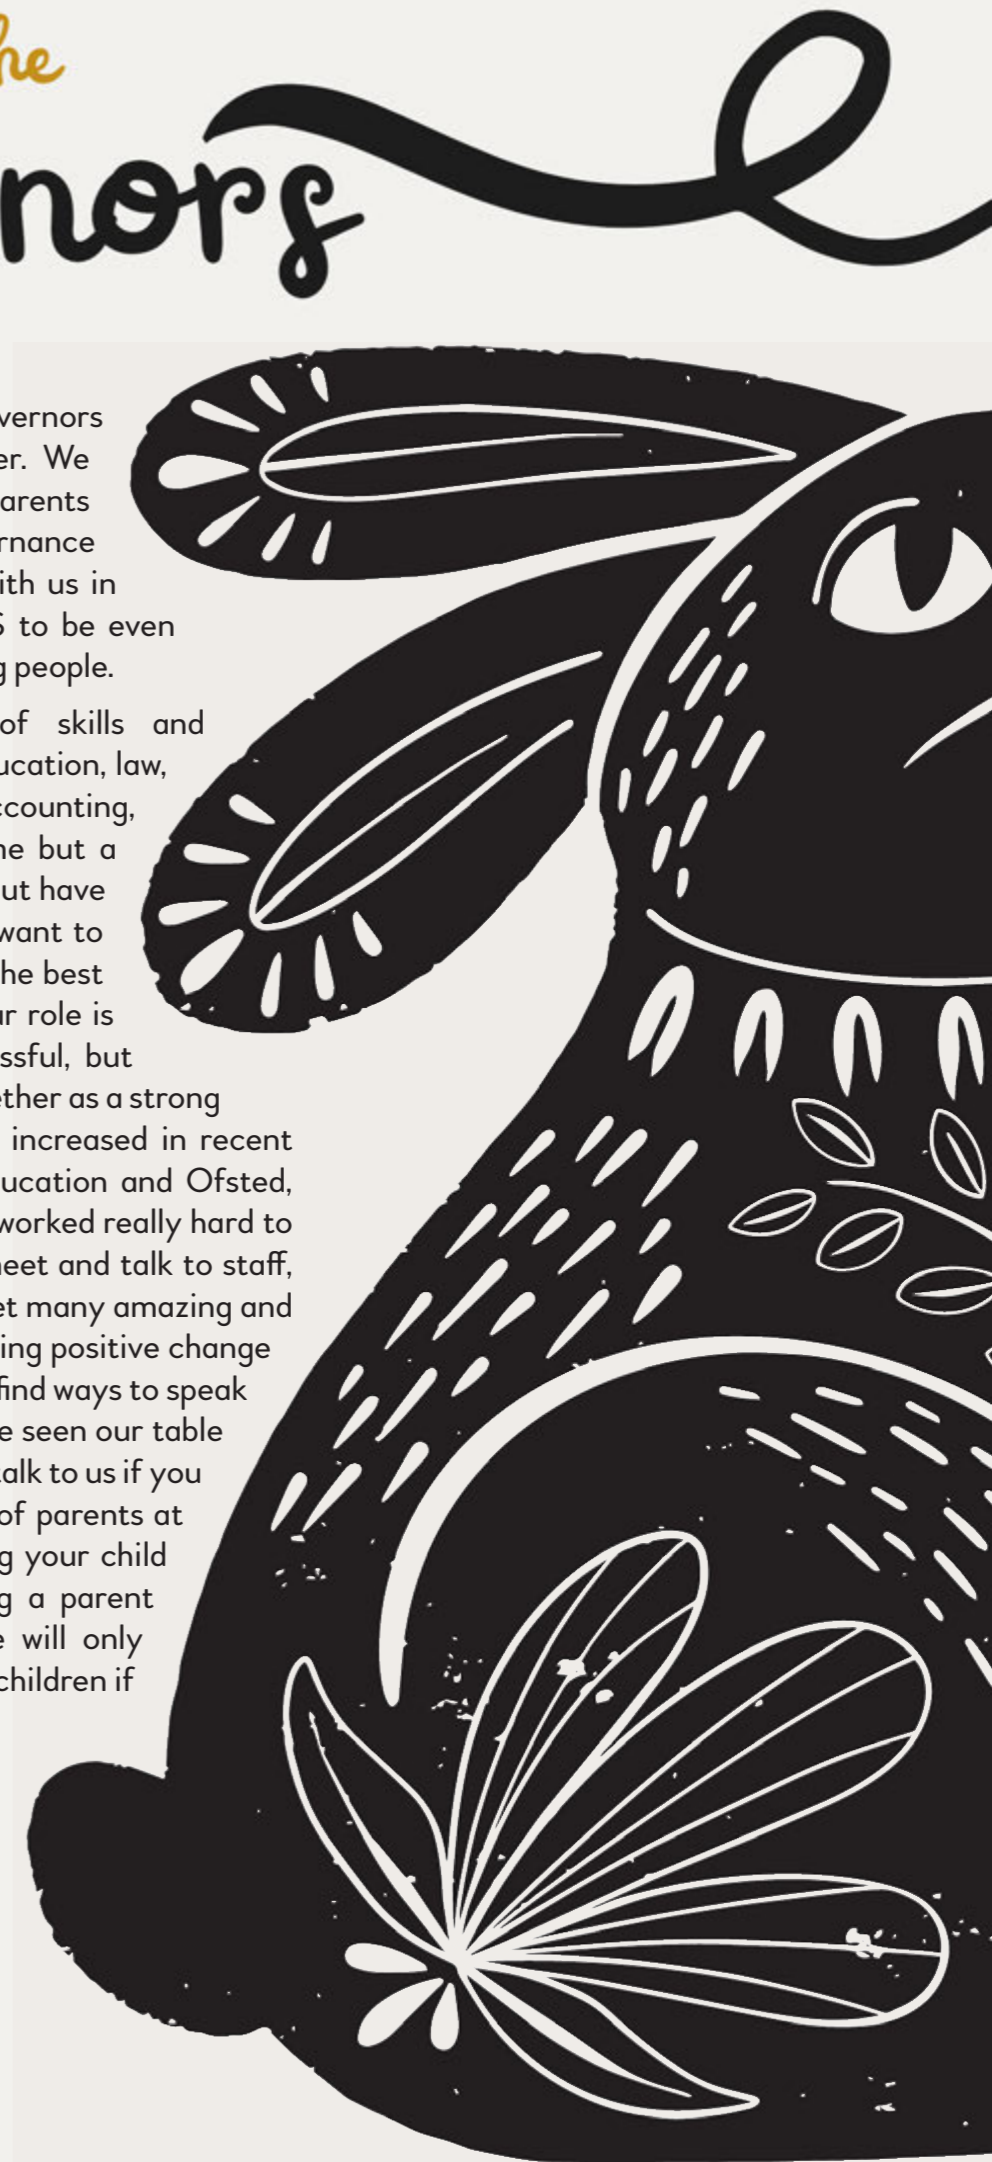 he
nors
vernors
er. We
arents
rnance
ith us in
S to be even
g people.
of skills and
ucation, law,
ccounting,
ne but a
ut have
want to
he best
ur role is
ssful, but
ether as a strong
increased in recent
ucation and Ofsted,
worked really hard to
neet and talk to staff,
et many amazing and
ing positive change
find ways to speak
e seen our table
talk to us if you
of parents at
g your child
g a parent
e will only
children if